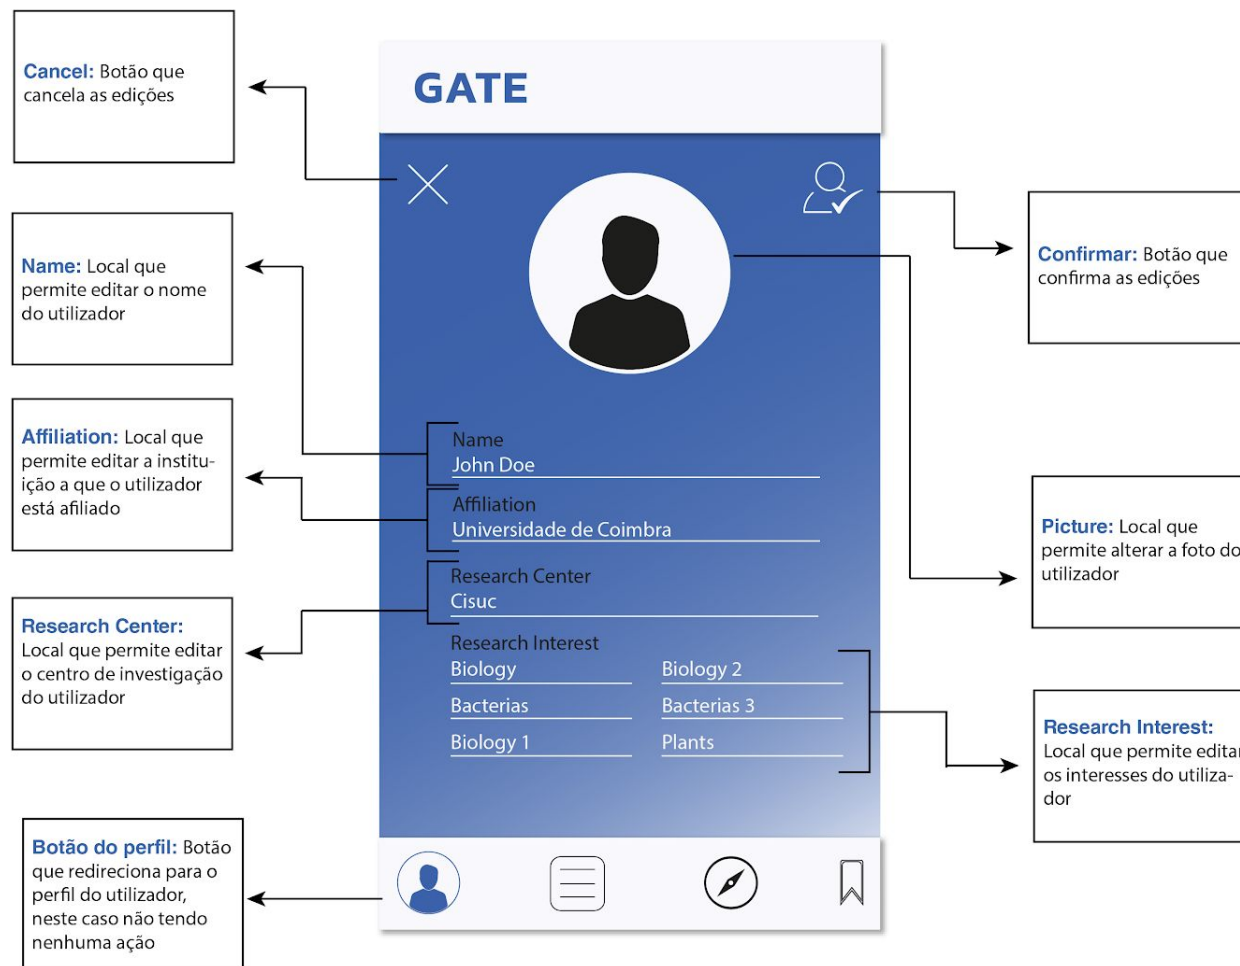 Cancel: Botão que
cancela as edições
Name: Local que
permite editar o nome
do utilizador
Affiliation: Local que
permite editar a institu-
ição a que o utilizador
está afiliado
Research Center:
Local que permite editar
o centro de investigação
do utilizador
Botão do perfil: Botão
que redireciona para o
perfil do utilizador,
neste caso não tendo
nenhuma ação
GATE
Name
John Doe
Affiliation
Universidade de Coimbra
Research Center
Cisuc
Research Interest
Biology
Biology 2
Bacterias
Bacterias 3
Biology 1
Plants
Confirmar: Botão que
confirma as edições
Picture: Local que
permite alterar a foto do
utilizador
Research Interest:
Local que permite editar
os interesses do utiliza-
dor